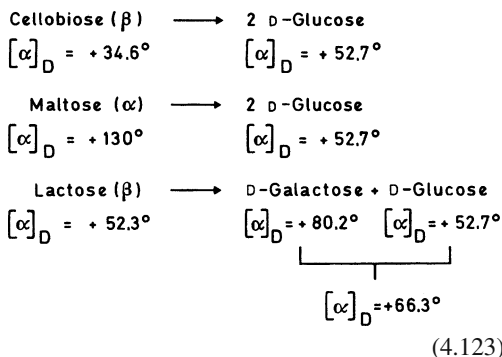 Cellobiose (β) ⟶ 2 D-Glucose
[α]D = +34.6° [α]D = +52.7°
Maltose (α) ⟶ 2 D-Glucose
[α]D = +130° [α]D = +52.7°
Lactose (β) ⟶ D-Galactose + D-Glucose
[α]D = +52.3° [α]D = +80.2° [α]D = +52.7°
[α]D = +66.3°
(4.123)